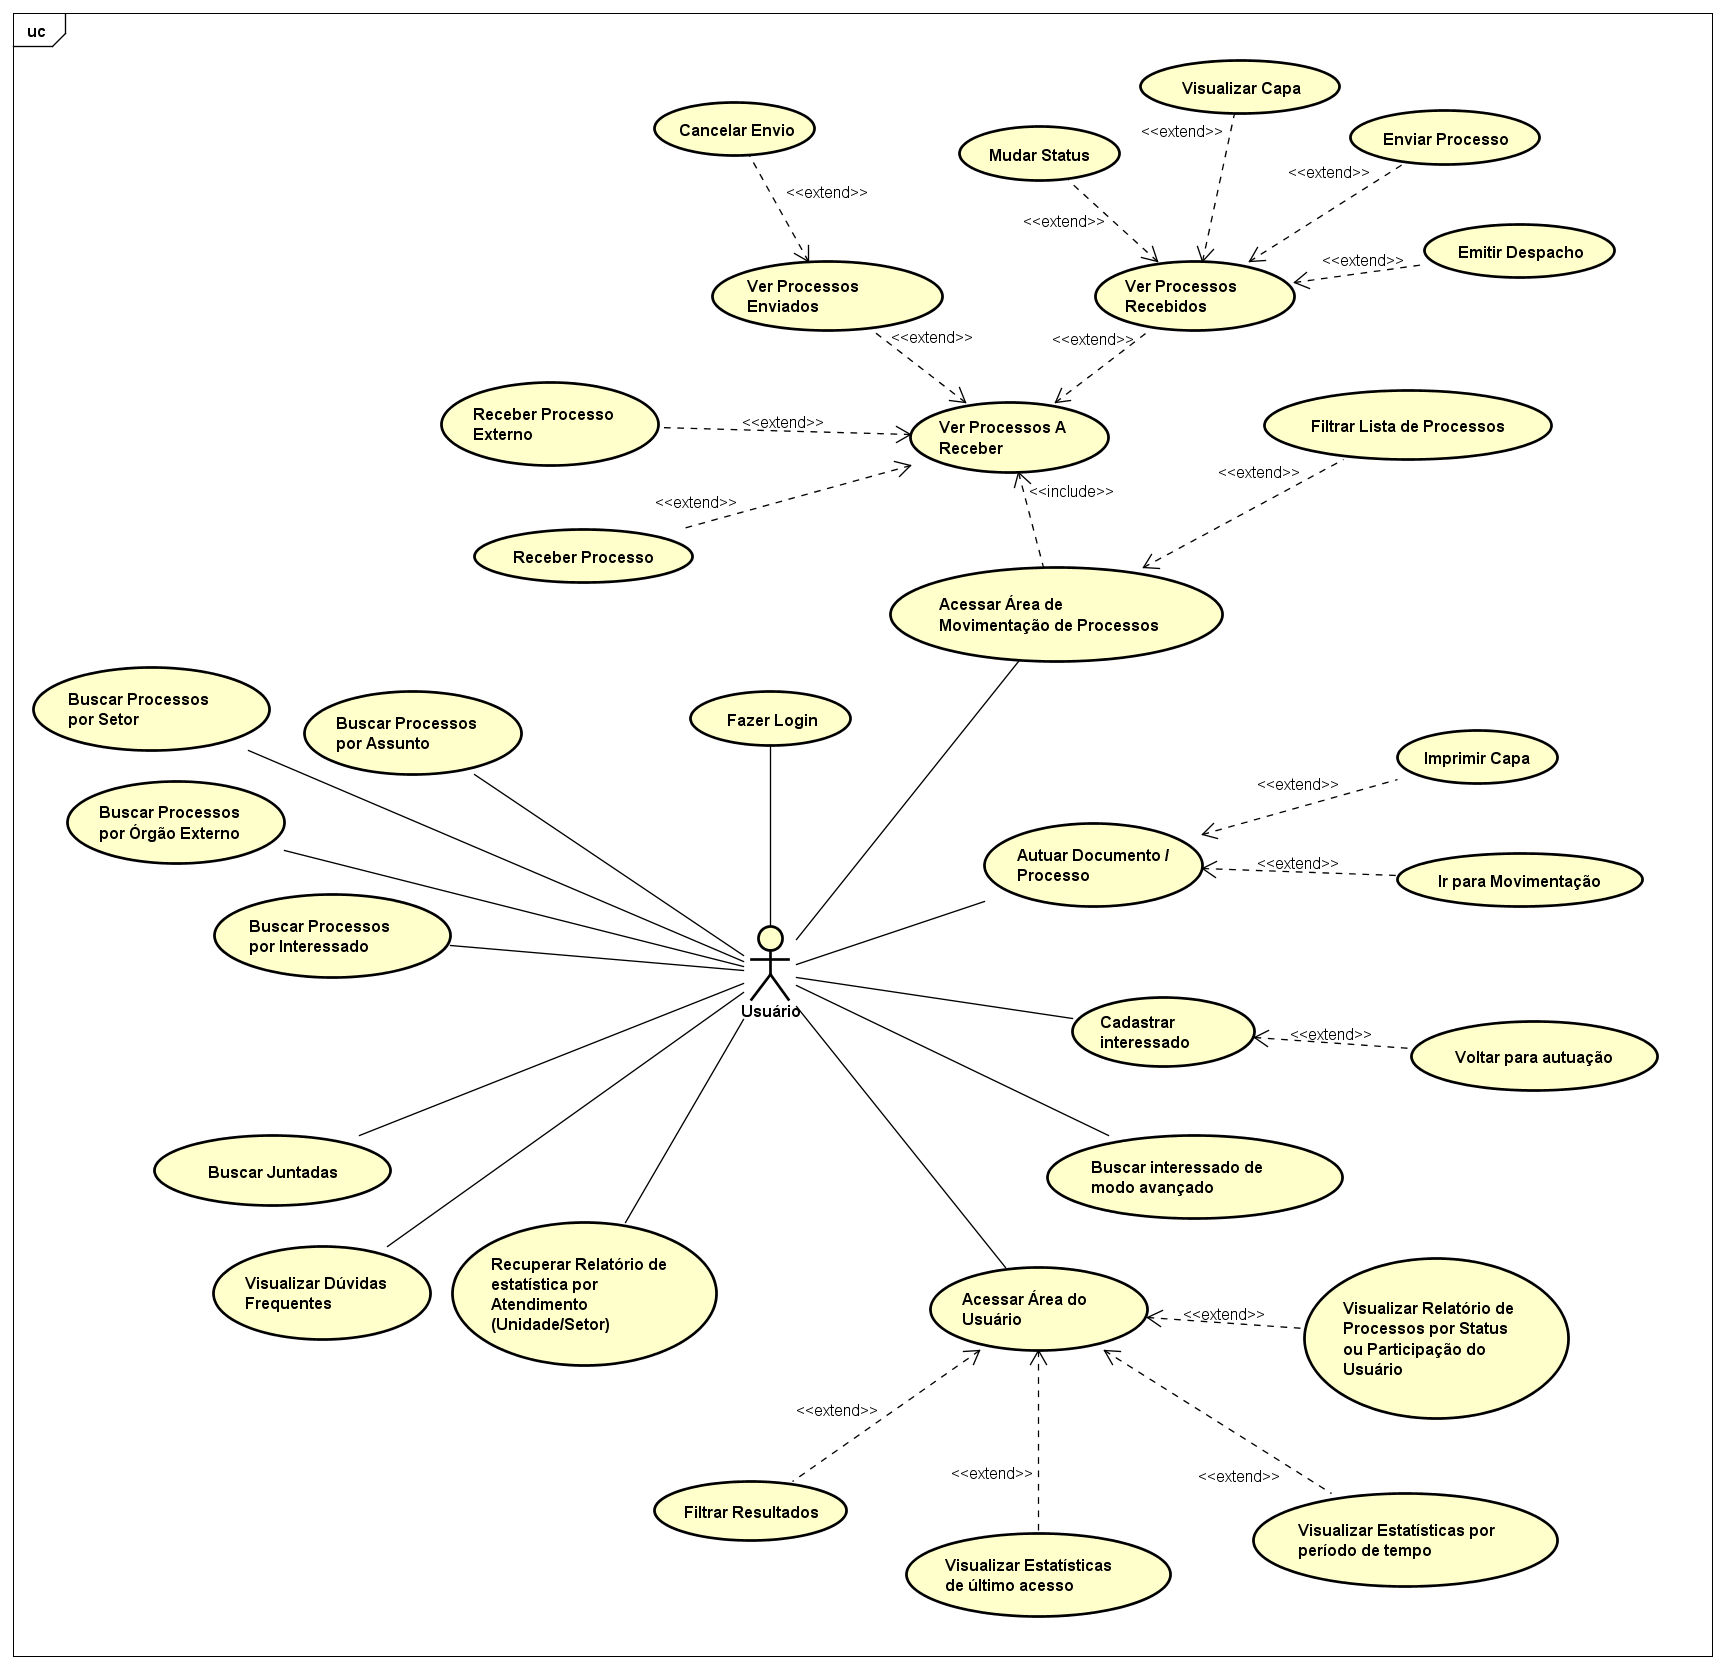 uc
Visualizar Capa
Cancelar Envio
<<extend>>
Enviar Processo
Mudar Status
<<extend>>
<<extend>>
<<extend>>
Emitir Despacho
<<extend>>
Ver Processos
Enviados
Ver Processos
Recebidos
<<extend>>
<<extend>>
Receber Processo
Externo
<<extend>>
Ver Processos A
Receber
Filtrar Lista de Processos
<<extend>>
<<include>>
<<extend>>
Receber Processo
Acessar Área de
Movimentação de Processos
Buscar Processos
por Setor
Buscar Processos
por Assunto
Fazer Login
Imprimir Capa
<<extend>>
Buscar Processos
por Órgão Externo
Autuar Documento /
Processo
<<extend>>
Ir para Movimentação
Buscar Processos
por Interessado
Usuário
Cadastrar
interessado
<<extend>>
Voltar para autuação
Buscar Juntadas
Buscar interessado de
modo avançado
Visualizar Dúvidas
Frequentes
Recuperar Relatório de
estatística por
Atendimento
(Unidade/Setor)
Acessar Área do
Usuário
<<extend>>
Visualizar Relatório de
Processos por Status
ou Participação do
Usuário
<<extend>>
<<extend>>
<<extend>>
Filtrar Resultados
Visualizar Estatísticas
de último acesso
Visualizar Estatísticas por
período de tempo